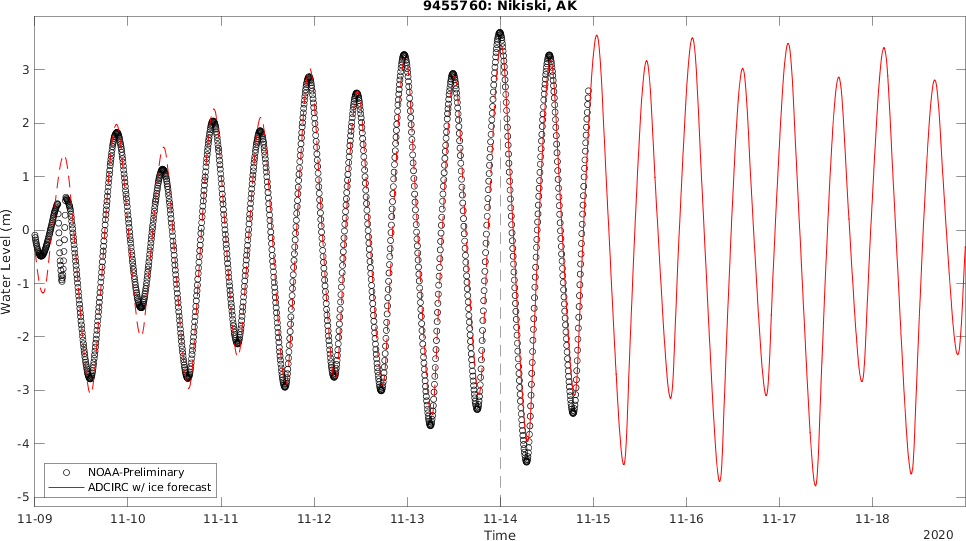 9455760: Nikiski, AK
Water Level (m)
3
2
1
0
-1
-2
-3
-4
-5
NOAA-Preliminary
ADCIRC w/ ice forecast
11-09 11-10 11-11 11-12 11-13 11-14 11-15 11-16 11-17 11-18
Time
2020